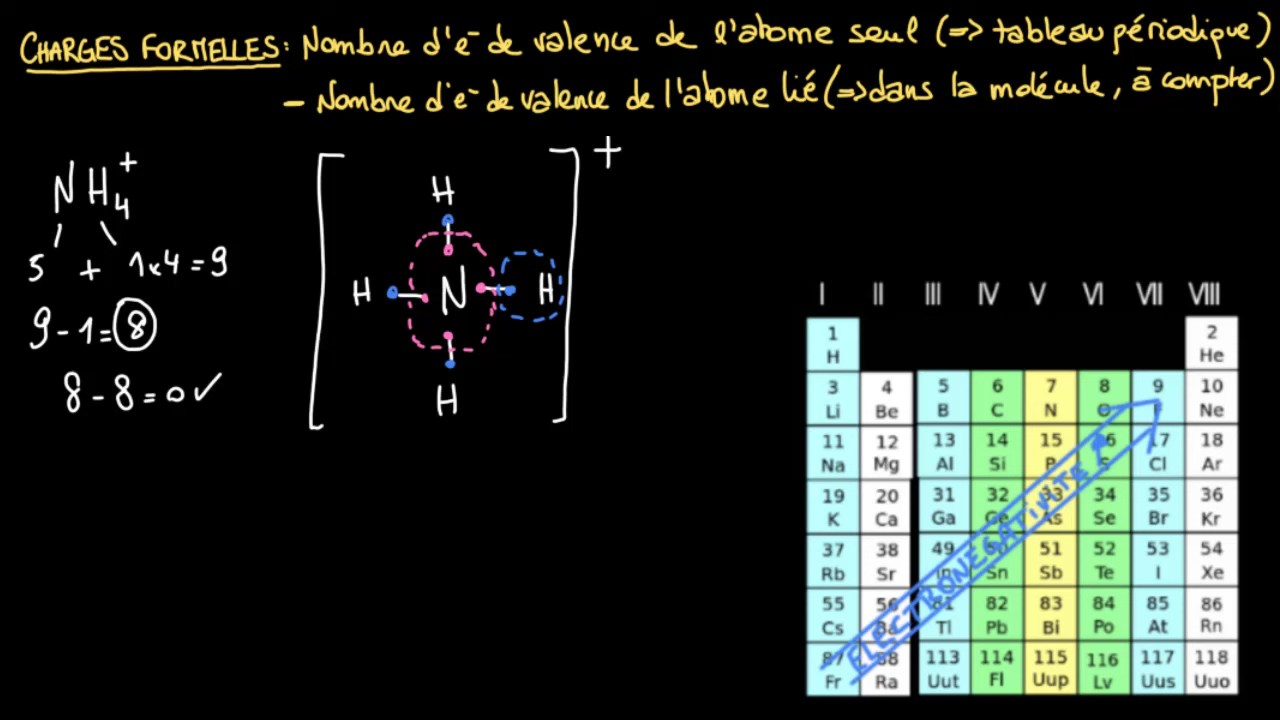 CHARGES FORMELLES: Nombre d'e- de valence de l'atome seul (=> tableau périodique)
- Nombre d'e- de valence de l'atome lié (=> dans la molécule, à compter)
NH4+
5 + 1x4 = 9
9 - 1 = 8
8 - 8 = 0 ✓
[ ]+
H
H N H
H
I II III IV V VI VII VIII
1 2
H He
3 4 5 6 7 8 9 10
Li Be B C N O F Ne
11 12 13 14 15 16 17 18
Na Mg Al Si P S Cl Ar
19 20 31 32 33 34 35 36
K Ca Ga Ge As Se Br Kr
37 38 49 50 51 52 53 54
Rb Sr In Sn Sb Te I Xe
55 56 81 82 83 84 85 86
Cs Ba Tl Pb Bi Po At Rn
87 88 113 114 115 116 117 118
Fr Ra Uut Fl Uup Lv Uus Uuo
ELECTRONÉGATIVITÉ